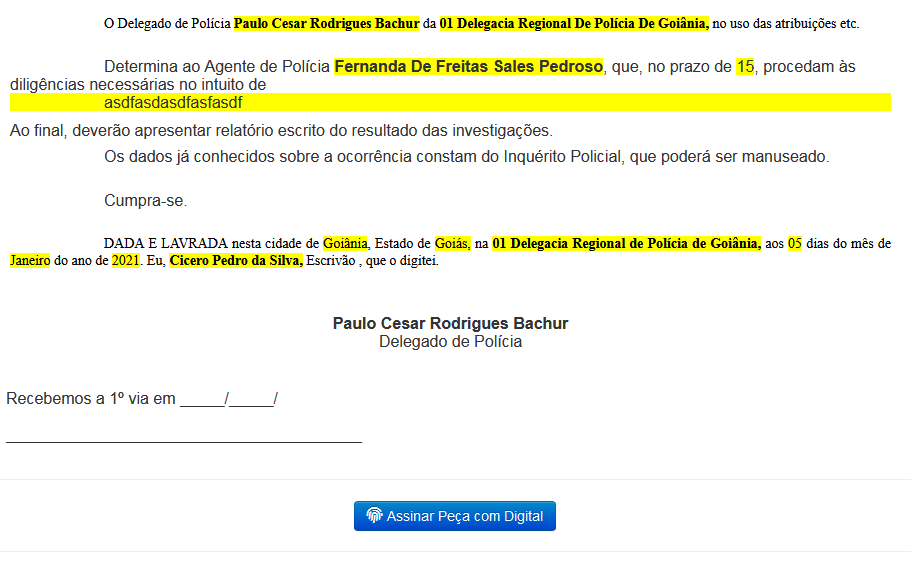 O Delegado de Polícia Paulo Cesar Rodrigues Bachur da 01 Delegacia Regional De Polícia De Goiânia, no uso das atribuições etc.
Determina ao Agente de Polícia Fernanda De Freitas Sales Pedroso, que, no prazo de 15, procedam às
diligências necessárias no intuito de
asdfasdasdfasfasdf
Ao final, deverão apresentar relatório escrito do resultado das investigações.
Os dados já conhecidos sobre a ocorrência constam do Inquérito Policial, que poderá ser manuseado.
Cumpra-se.
DADA E LAVRADA nesta cidade de Goiânia, Estado de Goiás, na 01 Delegacia Regional de Polícia de Goiânia, aos 05 dias do mês de
Janeiro do ano de 2021. Eu, Cicero Pedro da Silva, Escrivão , que o digitei.
Paulo Cesar Rodrigues Bachur
Delegado de Polícia
Recebemos a 1º via em _____/_____/
________________________________________
Assinar Peça com Digital